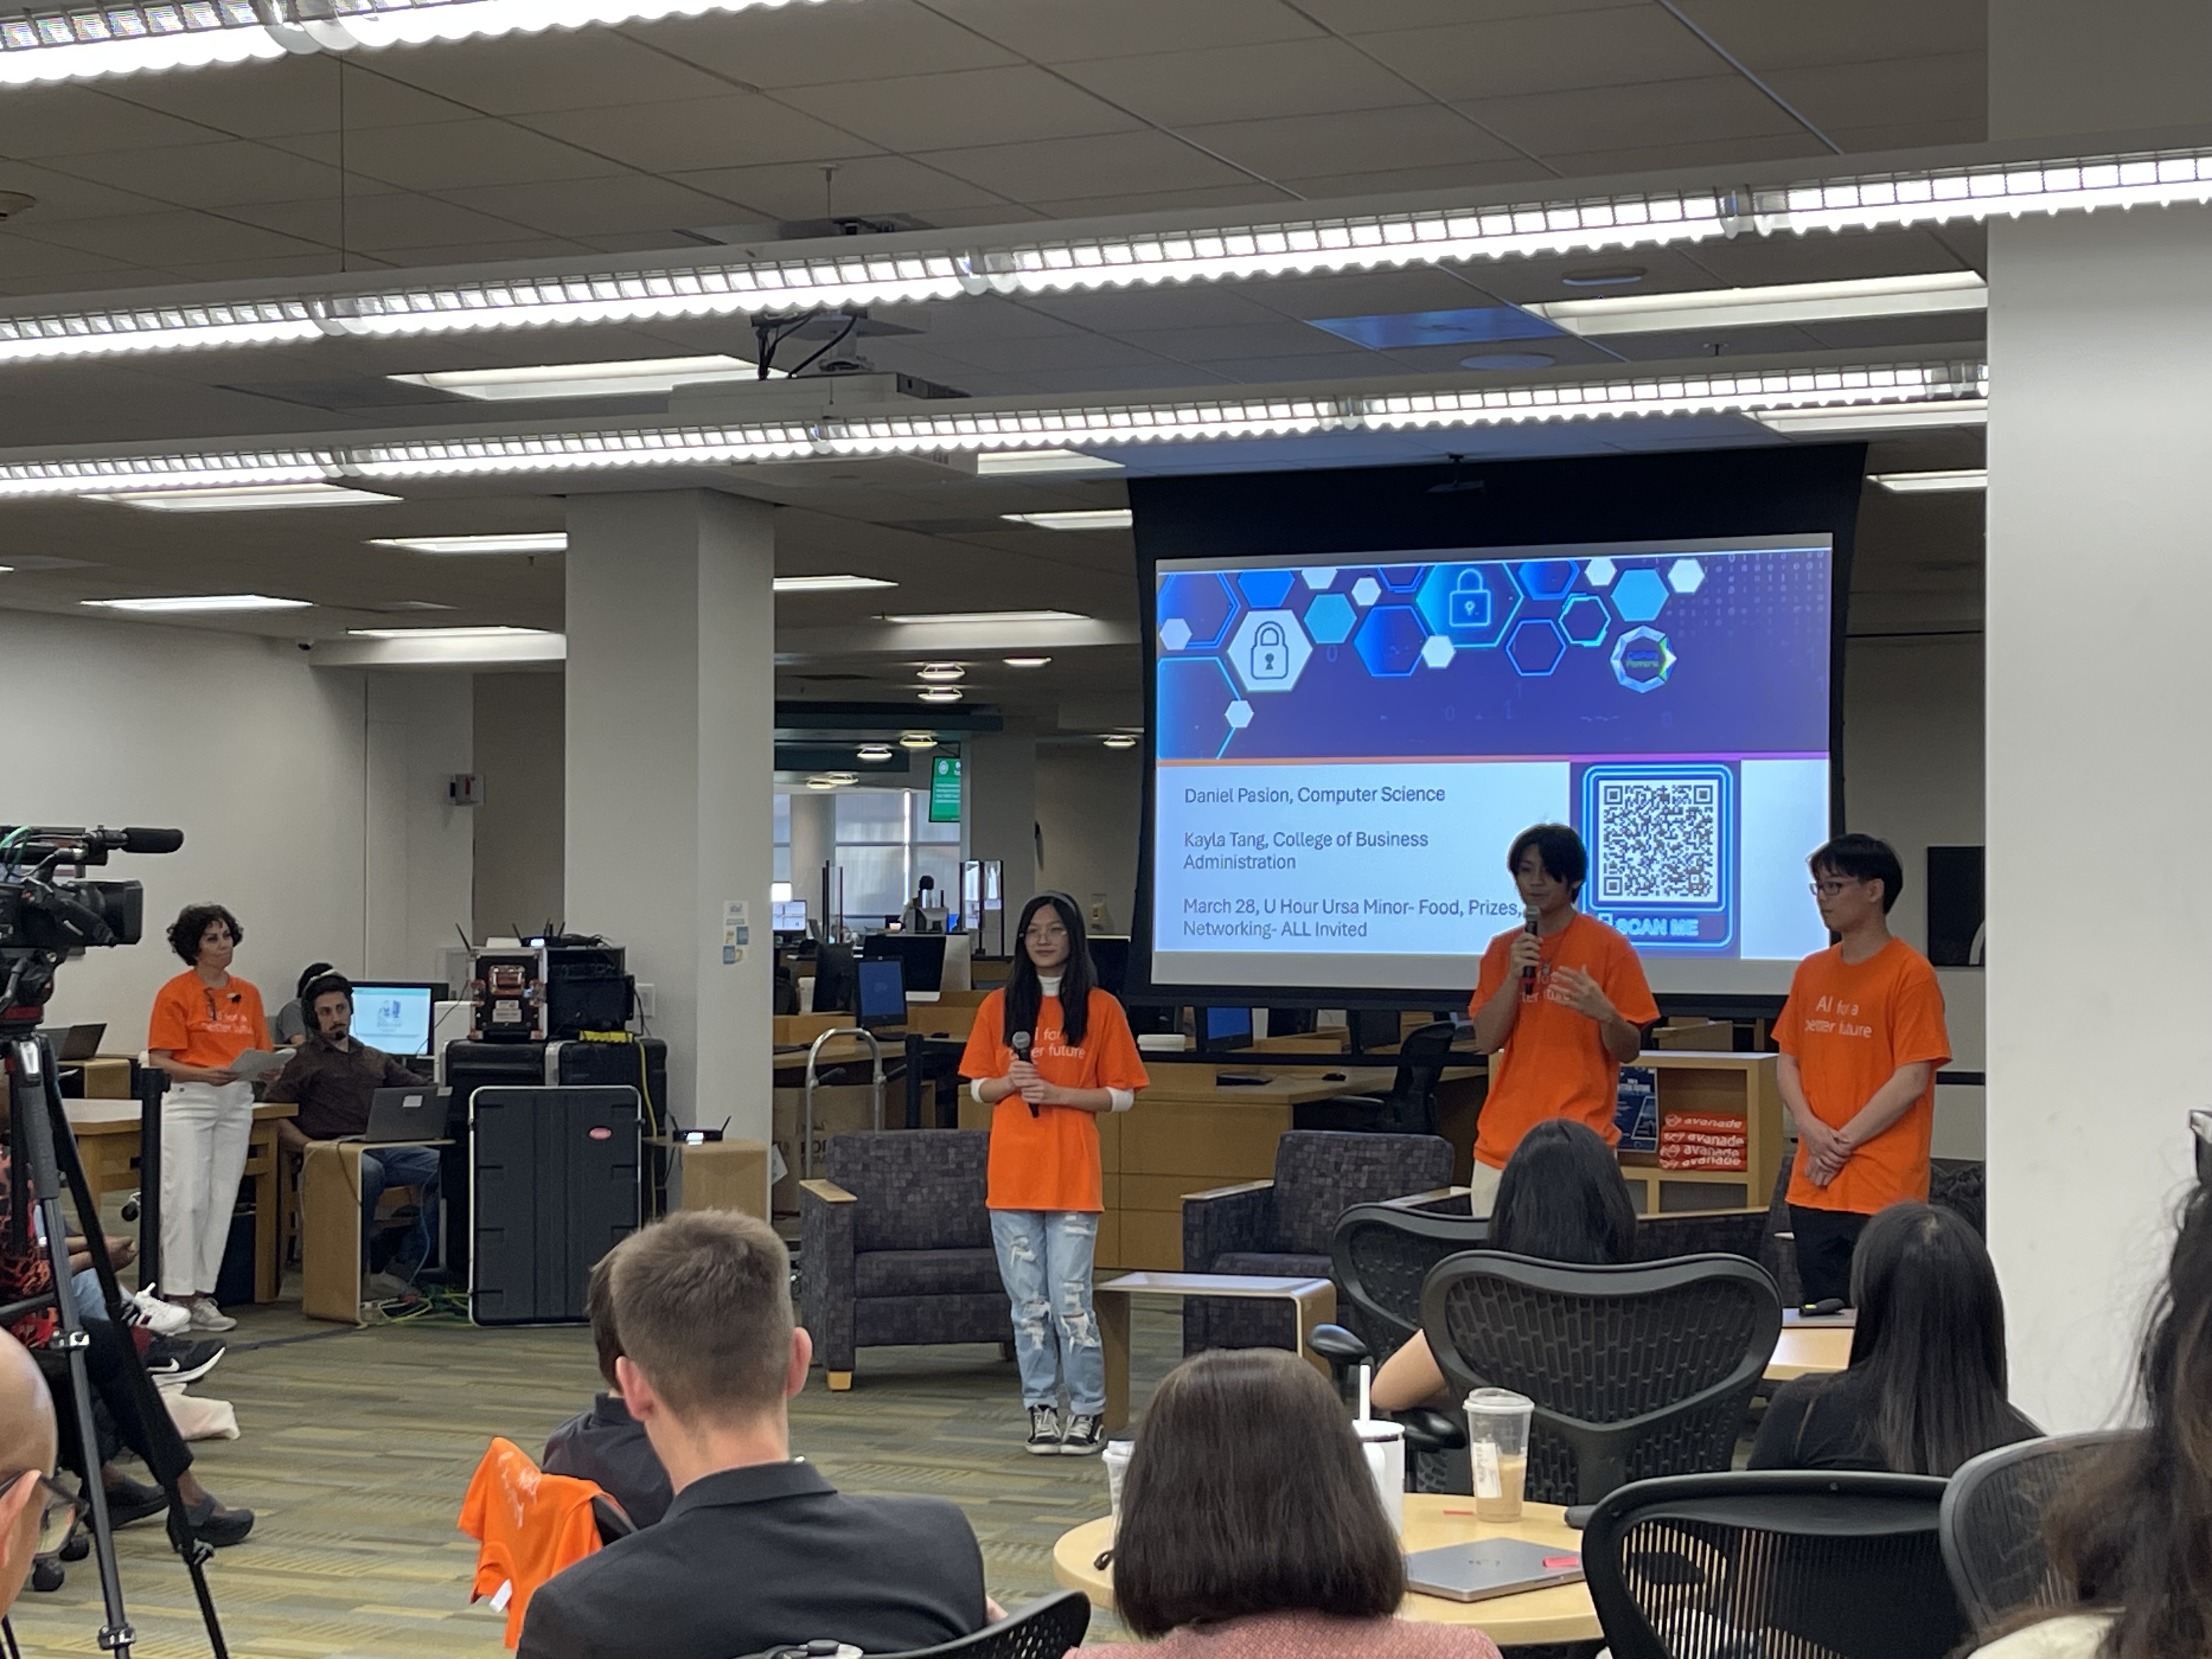 Daniel Pasion, Computer Science
Kayla Tang, College of Business
Administration
March 28, U Hour Ursa Minor- Food, Prizes,
Networking- ALL Invited
SCAN ME
AI for a
better future
avanade
avanade
avanade
avanade